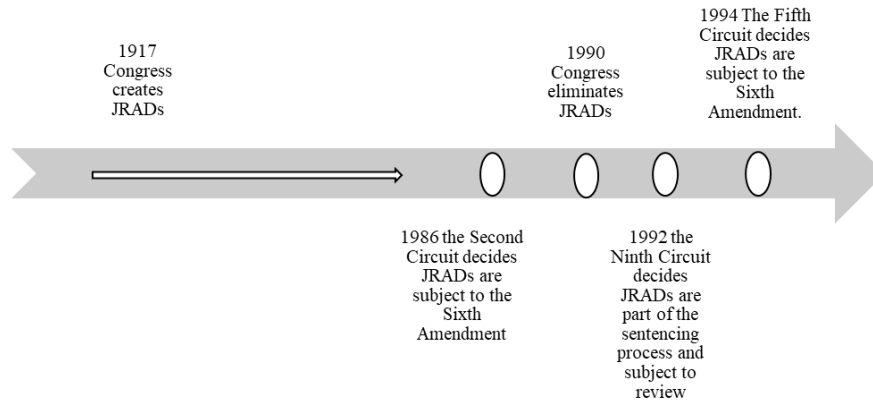 1917
Congress
creates
JRADs
1986 the Second
Circuit decides
JRADs are
subject to the
Sixth
Amendment
1990
Congress
eliminates
JRADs
1992 the
Ninth Circuit
decides
JRADs are
part of the
sentencing
process and
subject to
review
1994 The Fifth
Circuit decides
JRADs are
subject to the
Sixth
Amendment.